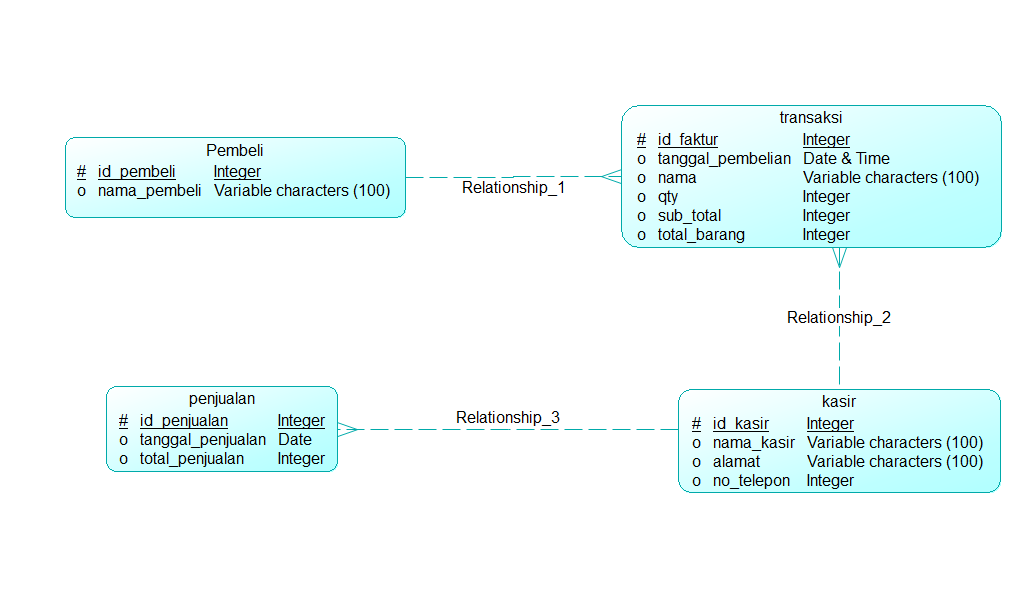 Pembeli
# id_pembeli Integer
o nama_pembeli Variable characters (100)
Relationship_1
transaksi
# id_faktur Integer
o tanggal_pembelian Date & Time
o nama Variable characters (100)
o qty Integer
o sub_total Integer
o total_barang Integer
Relationship_2
penjualan
# id_penjualan Integer
o tanggal_penjualan Date
o total_penjualan Integer
Relationship_3
kasir
# id_kasir Integer
o nama_kasir Variable characters (100)
o alamat Variable characters (100)
o no_telepon Integer